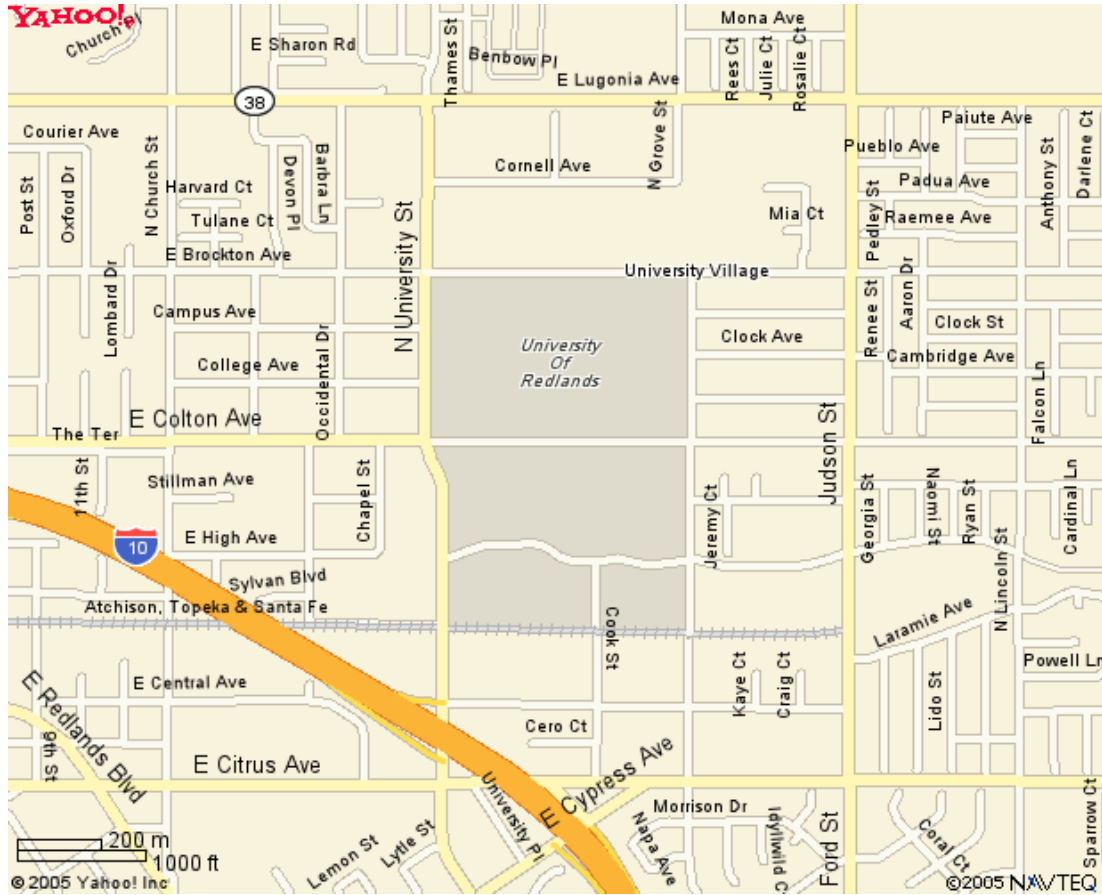 YAHOO!
Church Pl
E Sharon Rd
Thames St
Benbow Pl
Mona Ave
E Lugonia Ave
Rees Ct
Julie Ct
Rosalie Ct
38
Courier Ave
N Church St
Post St
Oxford Dr
Harvard Ct
Tulane Ct
Devon Pl
Barbra Ln
E Brockton Ave
N University St
Cornell Ave
N Grove St
Mia Ct
University Village
Paiute Ave
Pueblo Ave
Padua Ave
Pedley St
Raemee Ave
Anthony St
Darlene Ct
Lombard Dr
Campus Ave
College Ave
Occidental Dr
E Colton Ave
The Ter
University
Of
Redlands
Clock Ave
Judson St
Renee St
Aaron Dr
Clock St
Cambridge Ave
Falcon Ln
11th St
Stillman Ave
Chapel St
E High Ave
10
Sylvan Blvd
Atchison, Topeka & Santa Fe
Jeremy Ct
Georgia St
Naomi St
Ryan St
N Lincoln St
Cardinal Ln
Cook St
Laramie Ave
Powell Ln
E Central Ave
E Redlands Blvd
9th St
E Citrus Ave
Kaye Ct
Craig Ct
Lido St
Cero Ct
E Cypress Ave
University Pl
Morrison Dr
Napa Ave
Idyllwild C
Ford St
Coral Ct
Sparrow Ct
Lemon St
Lytle St
200 m
1000 ft
© 2005 Yahoo! Inc
©2005 NAVTEQ